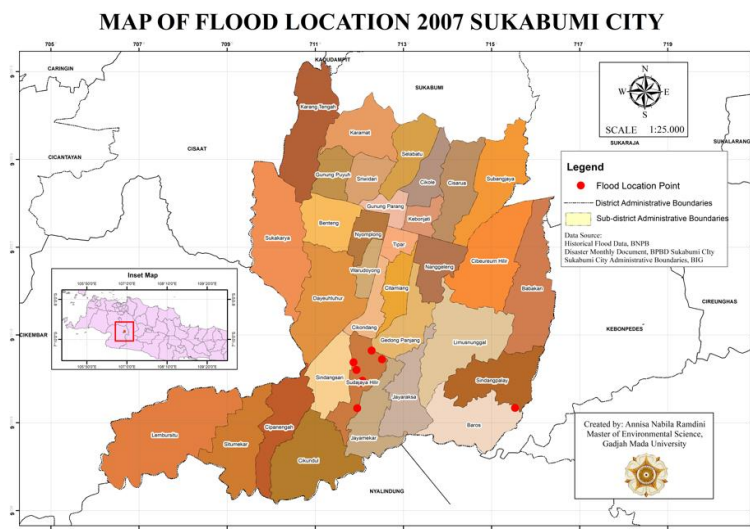 MAP OF FLOOD LOCATION 2007 SUKABUMI CITY
705
707
709
711
713
715
717
719
KADUDAMPIT
CARINGIN
SUKABUMI
N
W
E
S
SCALE 1:25.000
Karang Tengah
Karamat
CICANTAYAN
CISAAT
Selabatu
SUKARAJA
SUKALARANG
Gunung Puyuh
Sriwidari
Cikole
Cisarua
Subangjaya
Legend
Flood Location Point
District Administrative Boundaries
Sub-district Administrative Boundaries
Data Source:
Historical Flood Data, BNPB
Disaster Monthly Document, BPBD Sukabumi City
Sukabumi City Administrative Boundaries, BIG
Gunung Parang
Kebonjati
Benteng
Sukakarya
Nyomplong
Tipar
Nanggeleng
Cibeureum Hilir
Babakan
Warudoyong
Citamiang
Dayeuhluhur
Inset Map
CIREUNGHAS
KEBONPEDES
CIKEMBAR
Cikondang
Gedong Panjang
Limusnunggal
Sindangsari
Sudajaya Hilir
Sindangpalay
Jayaraksa
Baros
Lembursitu
Situmekar
Cipanengah
Cikundul
Jayamekar
NYALINDUNG
Created by: Annisa Nabila Ramdini
Master of Environmental Science,
Gadjah Mada University